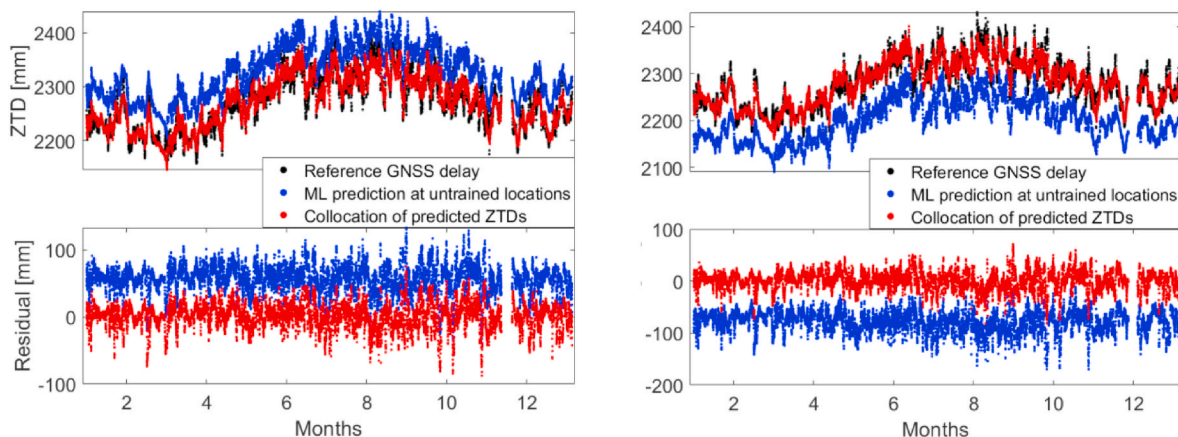 2400
2300
2200
ZTD [mm]
Reference GNSS delay
ML prediction at untrained locations
Collocation of predicted ZTDs
100
0
-100
Residual [mm]
2 4 6 8 10 12
Months
2400
2300
2200
2100
Reference GNSS delay
ML prediction at untrained locations
Collocation of predicted ZTDs
100
0
-100
-200
2 4 6 8 10 12
Months